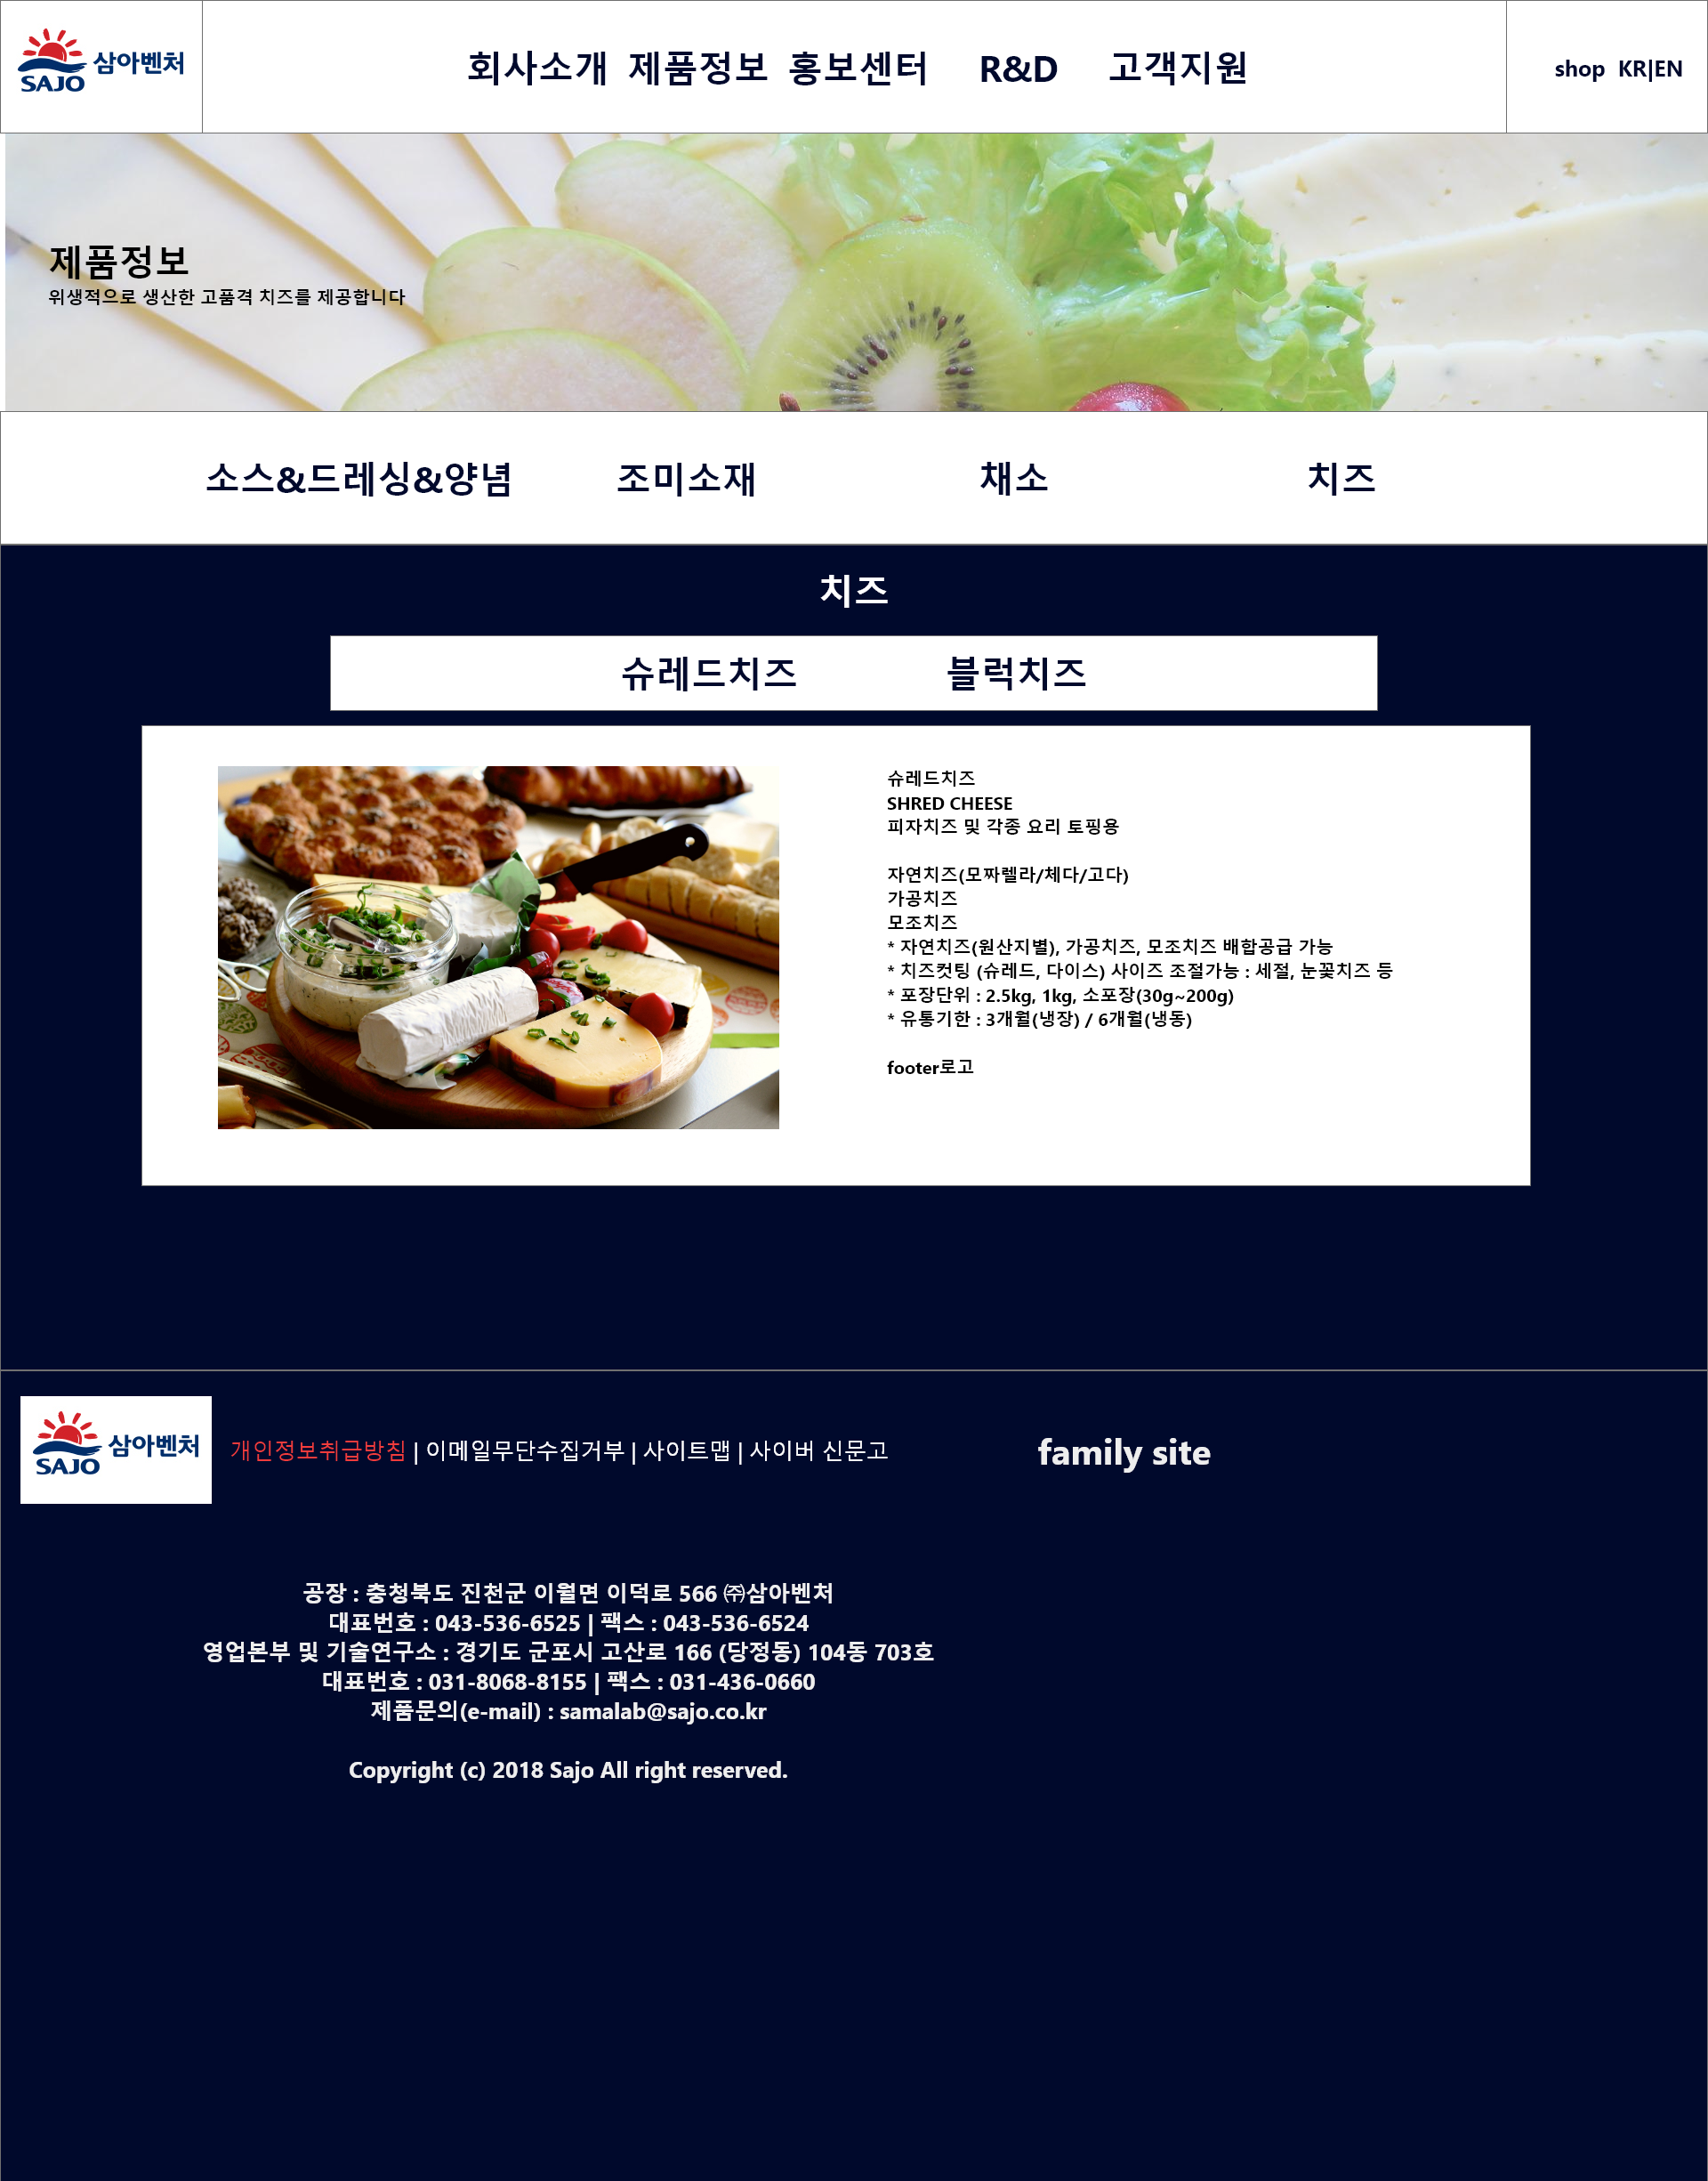 SAJO 삼아벤처
회사소개 제품정보 홍보센터 R&D 고객지원
shop KR|EN
제품정보
위생적으로 생산한 고품격 치즈를 제공합니다
소스&드레싱&양념 조미소재 채소 치즈
치즈
슈레드치즈 블럭치즈
슈레드치즈
SHRED CHEESE
피자치즈 및 각종 요리 토핑용
자연치즈(모짜렐라/체다/고다)
가공치즈
모조치즈
* 자연치즈(원산지별), 가공치즈, 모조치즈 배합공급 가능
* 치즈컷팅 (슈레드, 다이스) 사이즈 조절가능 : 세절, 눈꽃치즈 등
* 포장단위 : 2.5kg, 1kg, 소포장(30g~200g)
* 유통기한 : 3개월(냉장) / 6개월(냉동)
footer로고
SAJO 삼아벤처
개인정보취급방침 | 이메일무단수집거부 | 사이트맵 | 사이버 신문고
family site
공장 : 충청북도 진천군 이월면 이덕로 566 ㈜삼아벤처
대표번호 : 043-536-6525 | 팩스 : 043-536-6524
영업본부 및 기술연구소 : 경기도 군포시 고산로 166 (당정동) 104동 703호
대표번호 : 031-8068-8155 | 팩스 : 031-436-0660
제품문의(e-mail) : samalab@sajo.co.kr
Copyright (c) 2018 Sajo All right reserved.